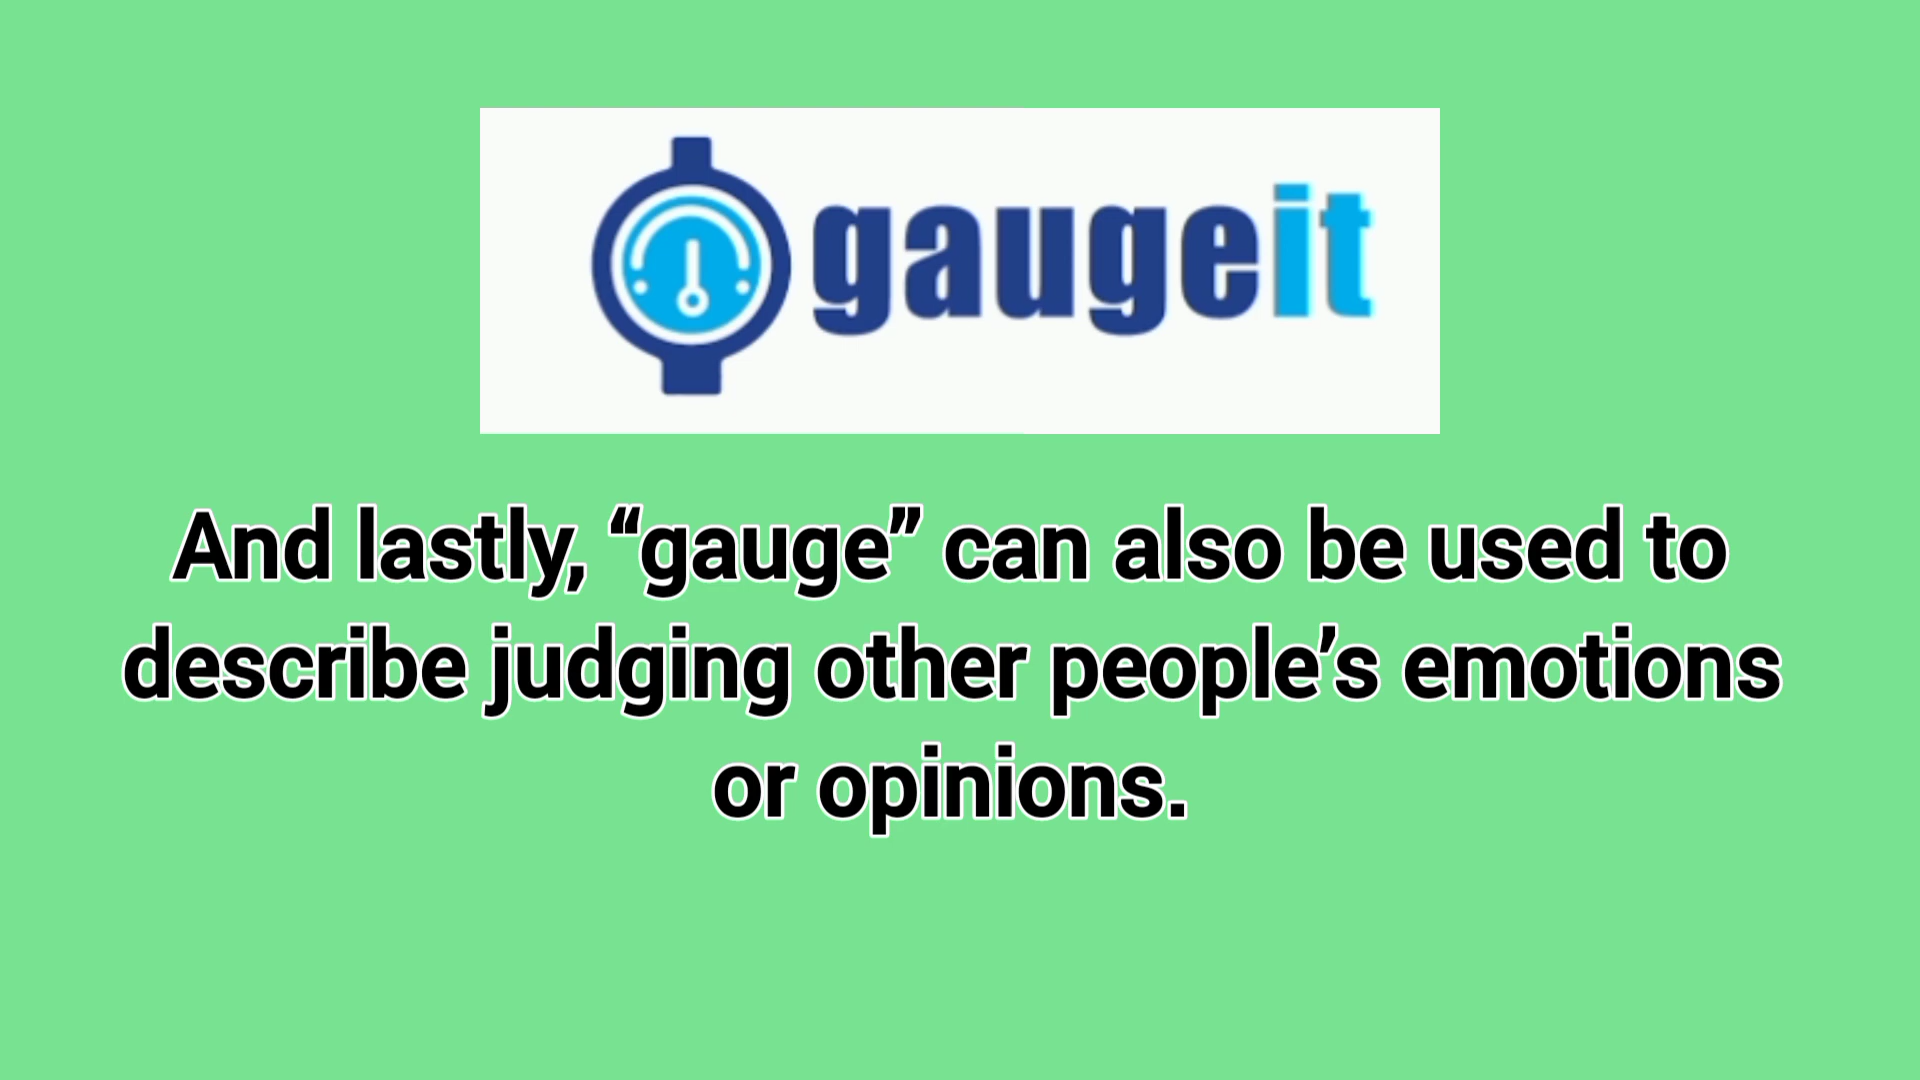 gaugeit
And lastly, “gauge” can also be used to
describe judging other people’s emotions
or opinions.